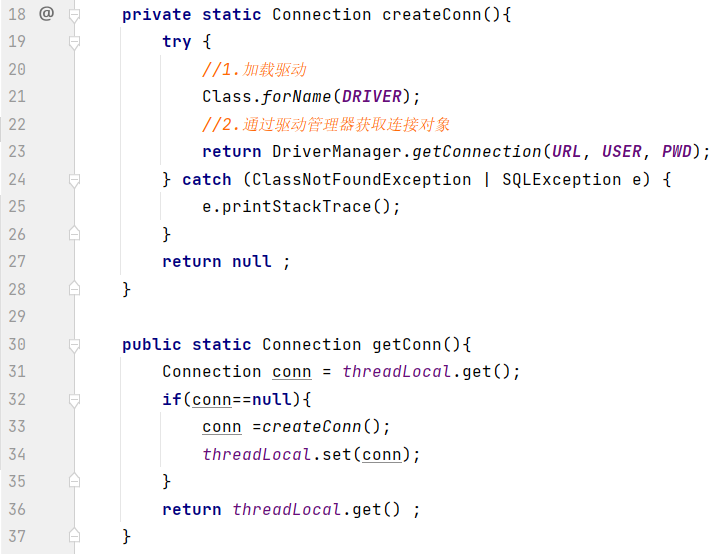 18 @ private static Connection createConn(){
19 try {
20 //1.加载驱动
21 Class.forName(DRIVER);
22 //2.通过驱动管理器获取连接对象
23 return DriverManager.getConnection(URL, USER, PWD);
24 } catch (ClassNotFoundException | SQLException e) {
25 e.printStackTrace();
26 }
27 return null ;
28 }
29
30 public static Connection getConn(){
31 Connection conn = threadLocal.get();
32 if(conn==null){
33 conn =createConn();
34 threadLocal.set(conn);
35 }
36 return threadLocal.get() ;
37 }